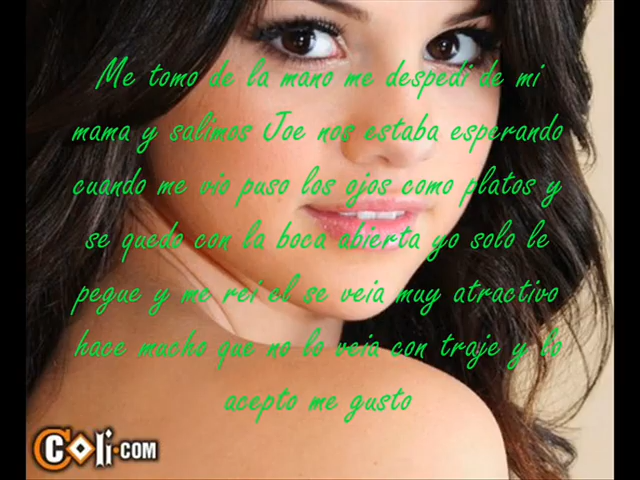 Me tomo de la mano me despedi de mi
mama y salimos Joe nos estaba esperando
cuando me vio puso los ojos como platos y
se quedo con la boca abierta yo solo le
pegue y me rei el se veia muy atractivo
hace mucho que no lo veia con traje y lo
acepto me gusto
Coli.COM